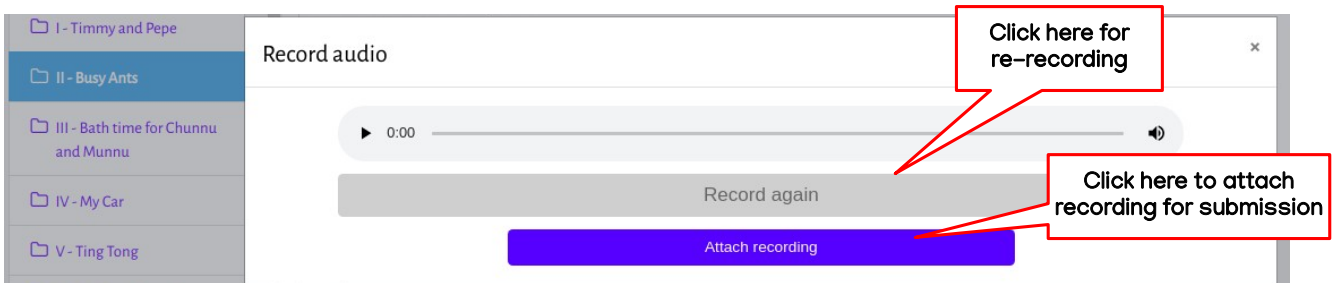 I - Timmy and Pepe
II - Busy Ants
III - Bath time for Chunnu
and Munnu
IV - My Car
V - Ting Tong
Record audio
×
Click here for
re-recording
0:00
Record again
Click here to attach
recording for submission
Attach recording